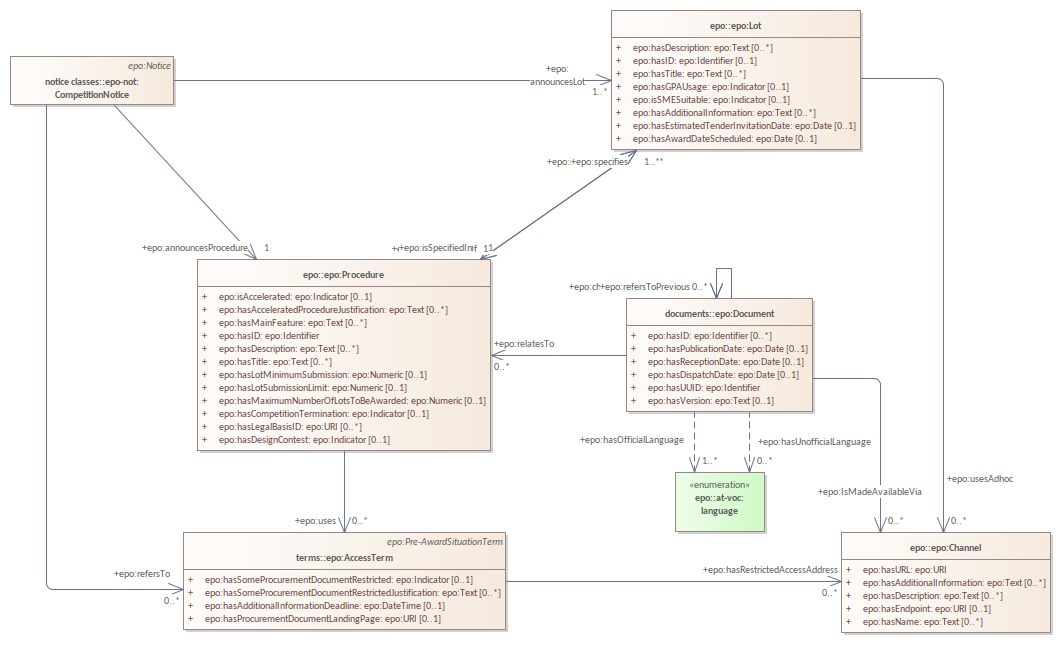 epo::epo:Lot
+ epo:hasDescription: epo:Text [0..*]
+ epo:hasID: epo:Identifier [0..1]
+ epo:hasTitle: epo:Text [0..*]
+ epo:hasGPAUsage: epo:Indicator [0..1]
+ epo:isSMESuitable: epo:Indicator [0..1]
+ epo:hasAdditionalInformation: epo:Text [0..*]
+ epo:hasEstimatedTenderInvitationDate: epo:Date [0..1]
+ epo:hasAwardDateScheduled: epo:Date [0..1]
epo:Notice
notice classes::epo-not:
CompetitionNotice
+epo:
announcesLot
1..*
+epo:specifies
1..**
+epo:announcesProcedure
1
+epo:isSpecifiedIn
epo::epo:Procedure
+ epo:isAccelerated: epo:Indicator [0..1]
+ epo:hasAcceleratedProcedureJustification: epo:Text [0..*]
+ epo:hasMainFeature: epo:Text [0..*]
+ epo:hasID: epo:Identifier
+ epo:hasDescription: epo:Text [0..*]
+ epo:hasTitle: epo:Text [0..*]
+ epo:hasLotMinimumSubmission: epo:Numeric [0..1]
+ epo:hasLotSubmissionLimit: epo:Numeric [0..1]
+ epo:hasMaximumNumberOfLotsToBeAwarded: epo:Numeric [0..1]
+ epo:hasCompetitionTermination: epo:Indicator [0..1]
+ epo:hasLegalBasisID: epo:URI [0..*]
+ epo:hasDesignContest: epo:Indicator [0..1]
+epo:refersToPrevious 0..*
documents::epo:Document
+ epo:hasID: epo:Identifier [0..*]
+ epo:hasPublicationDate: epo:Date [0..1]
+ epo:hasReceptionDate: epo:Date [0..1]
+ epo:hasDispatchDate: epo:Date [0..1]
+ epo:hasUUID: epo:Identifier
+ epo:hasVersion: epo:Text [0..1]
+epo:relatesTo
0..*
+epo:hasOfficialLanguage
1..*
+epo:hasUnofficialLanguage
0..*
«enumeration»
epo::at-voc:
language
+epo:IsMadeAvailableVia
0..*
+epo:usesAdhoc
0..*
+epo:uses
0..*
epo:Pre-AwardSituationTerm
terms::epo:AccessTerm
+ epo:hasSomeProcurementDocumentRestricted: epo:Indicator [0..1]
+ epo:hasSomeProcurementDocumentRestrictedJustification: epo:Text [0..*]
+ epo:hasAdditionalInformationDeadline: epo:DateTime [0..1]
+ epo:hasProcurementDocumentLandingPage: epo:URI [0..1]
+epo:refersTo
0..*
+epo:hasRestrictedAccessAddress
0..*
epo::epo:Channel
+ epo:hasURL: epo:URI
+ epo:hasAdditionalInformation: epo:Text [0..*]
+ epo:hasDescription: epo:Text [0..*]
+ epo:hasEndpoint: epo:URI [0..1]
+ epo:hasName: epo:Text [0..*]